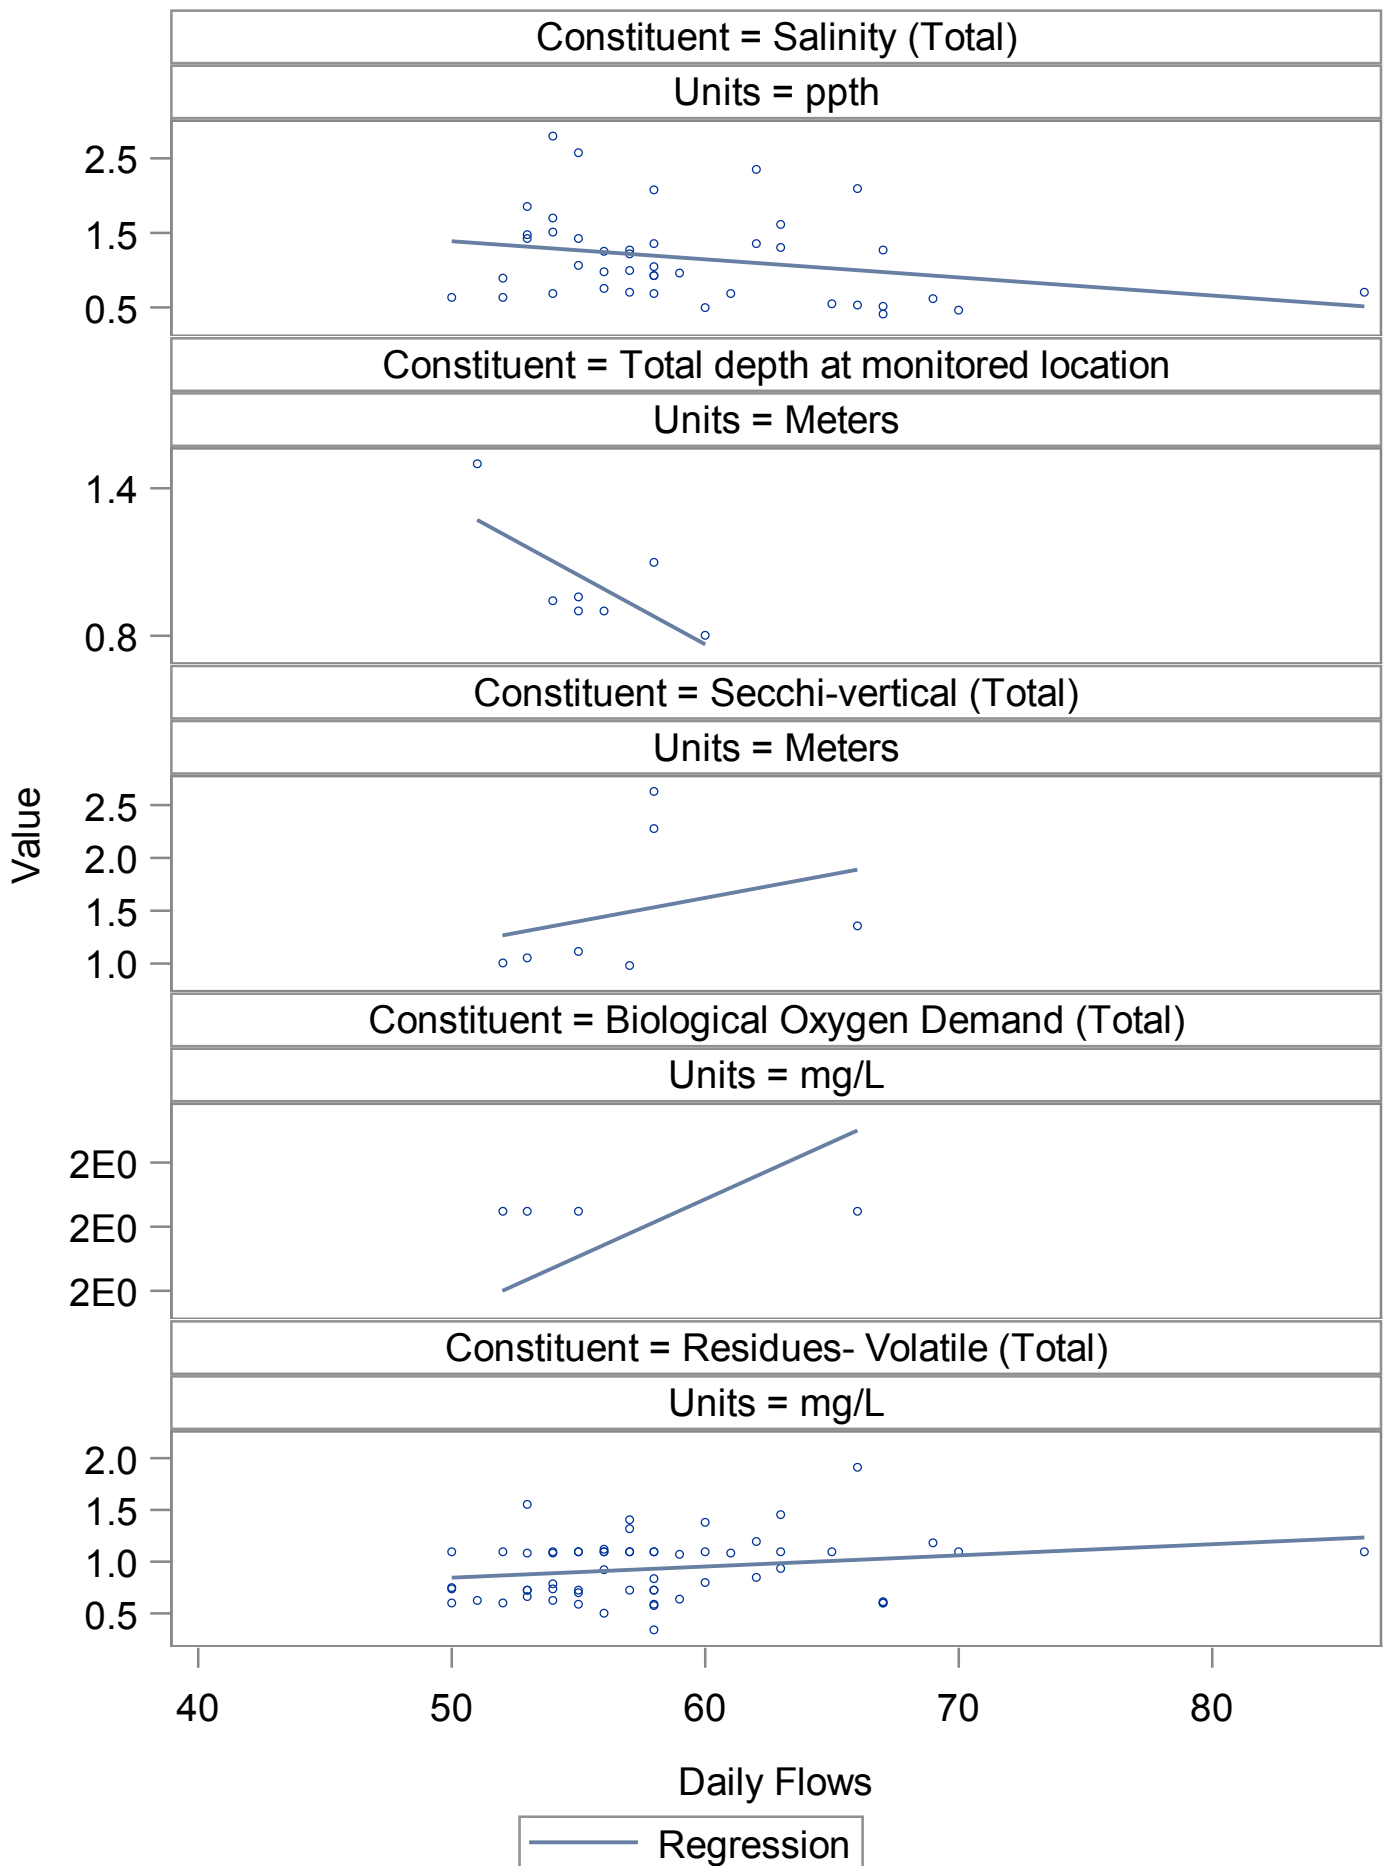 Constituent = Salinity (Total)
Units = ppth
2.5
1.5
0.5
Constituent = Total depth at monitored location
Units = Meters
1.4
0.8
Constituent = Secchi-vertical (Total)
Units = Meters
Value
2.5
2.0
1.5
1.0
Constituent = Biological Oxygen Demand (Total)
Units = mg/L
2E0
2E0
2E0
Constituent = Residues- Volatile (Total)
Units = mg/L
2.0
1.5
1.0
0.5
40 50 60 70 80
Daily Flows
Regression